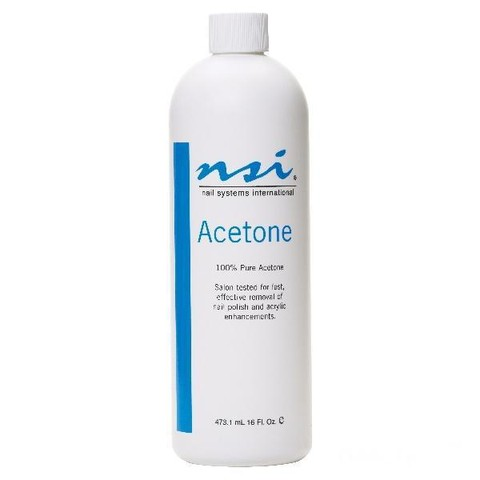 nsi
nail systems international
Acetone
100% Pure Acetone
Salon tested for fast,
effective removal of
nail polish and acrylic
enhancements.
473.1 mL 16 Fl. Oz. ℮